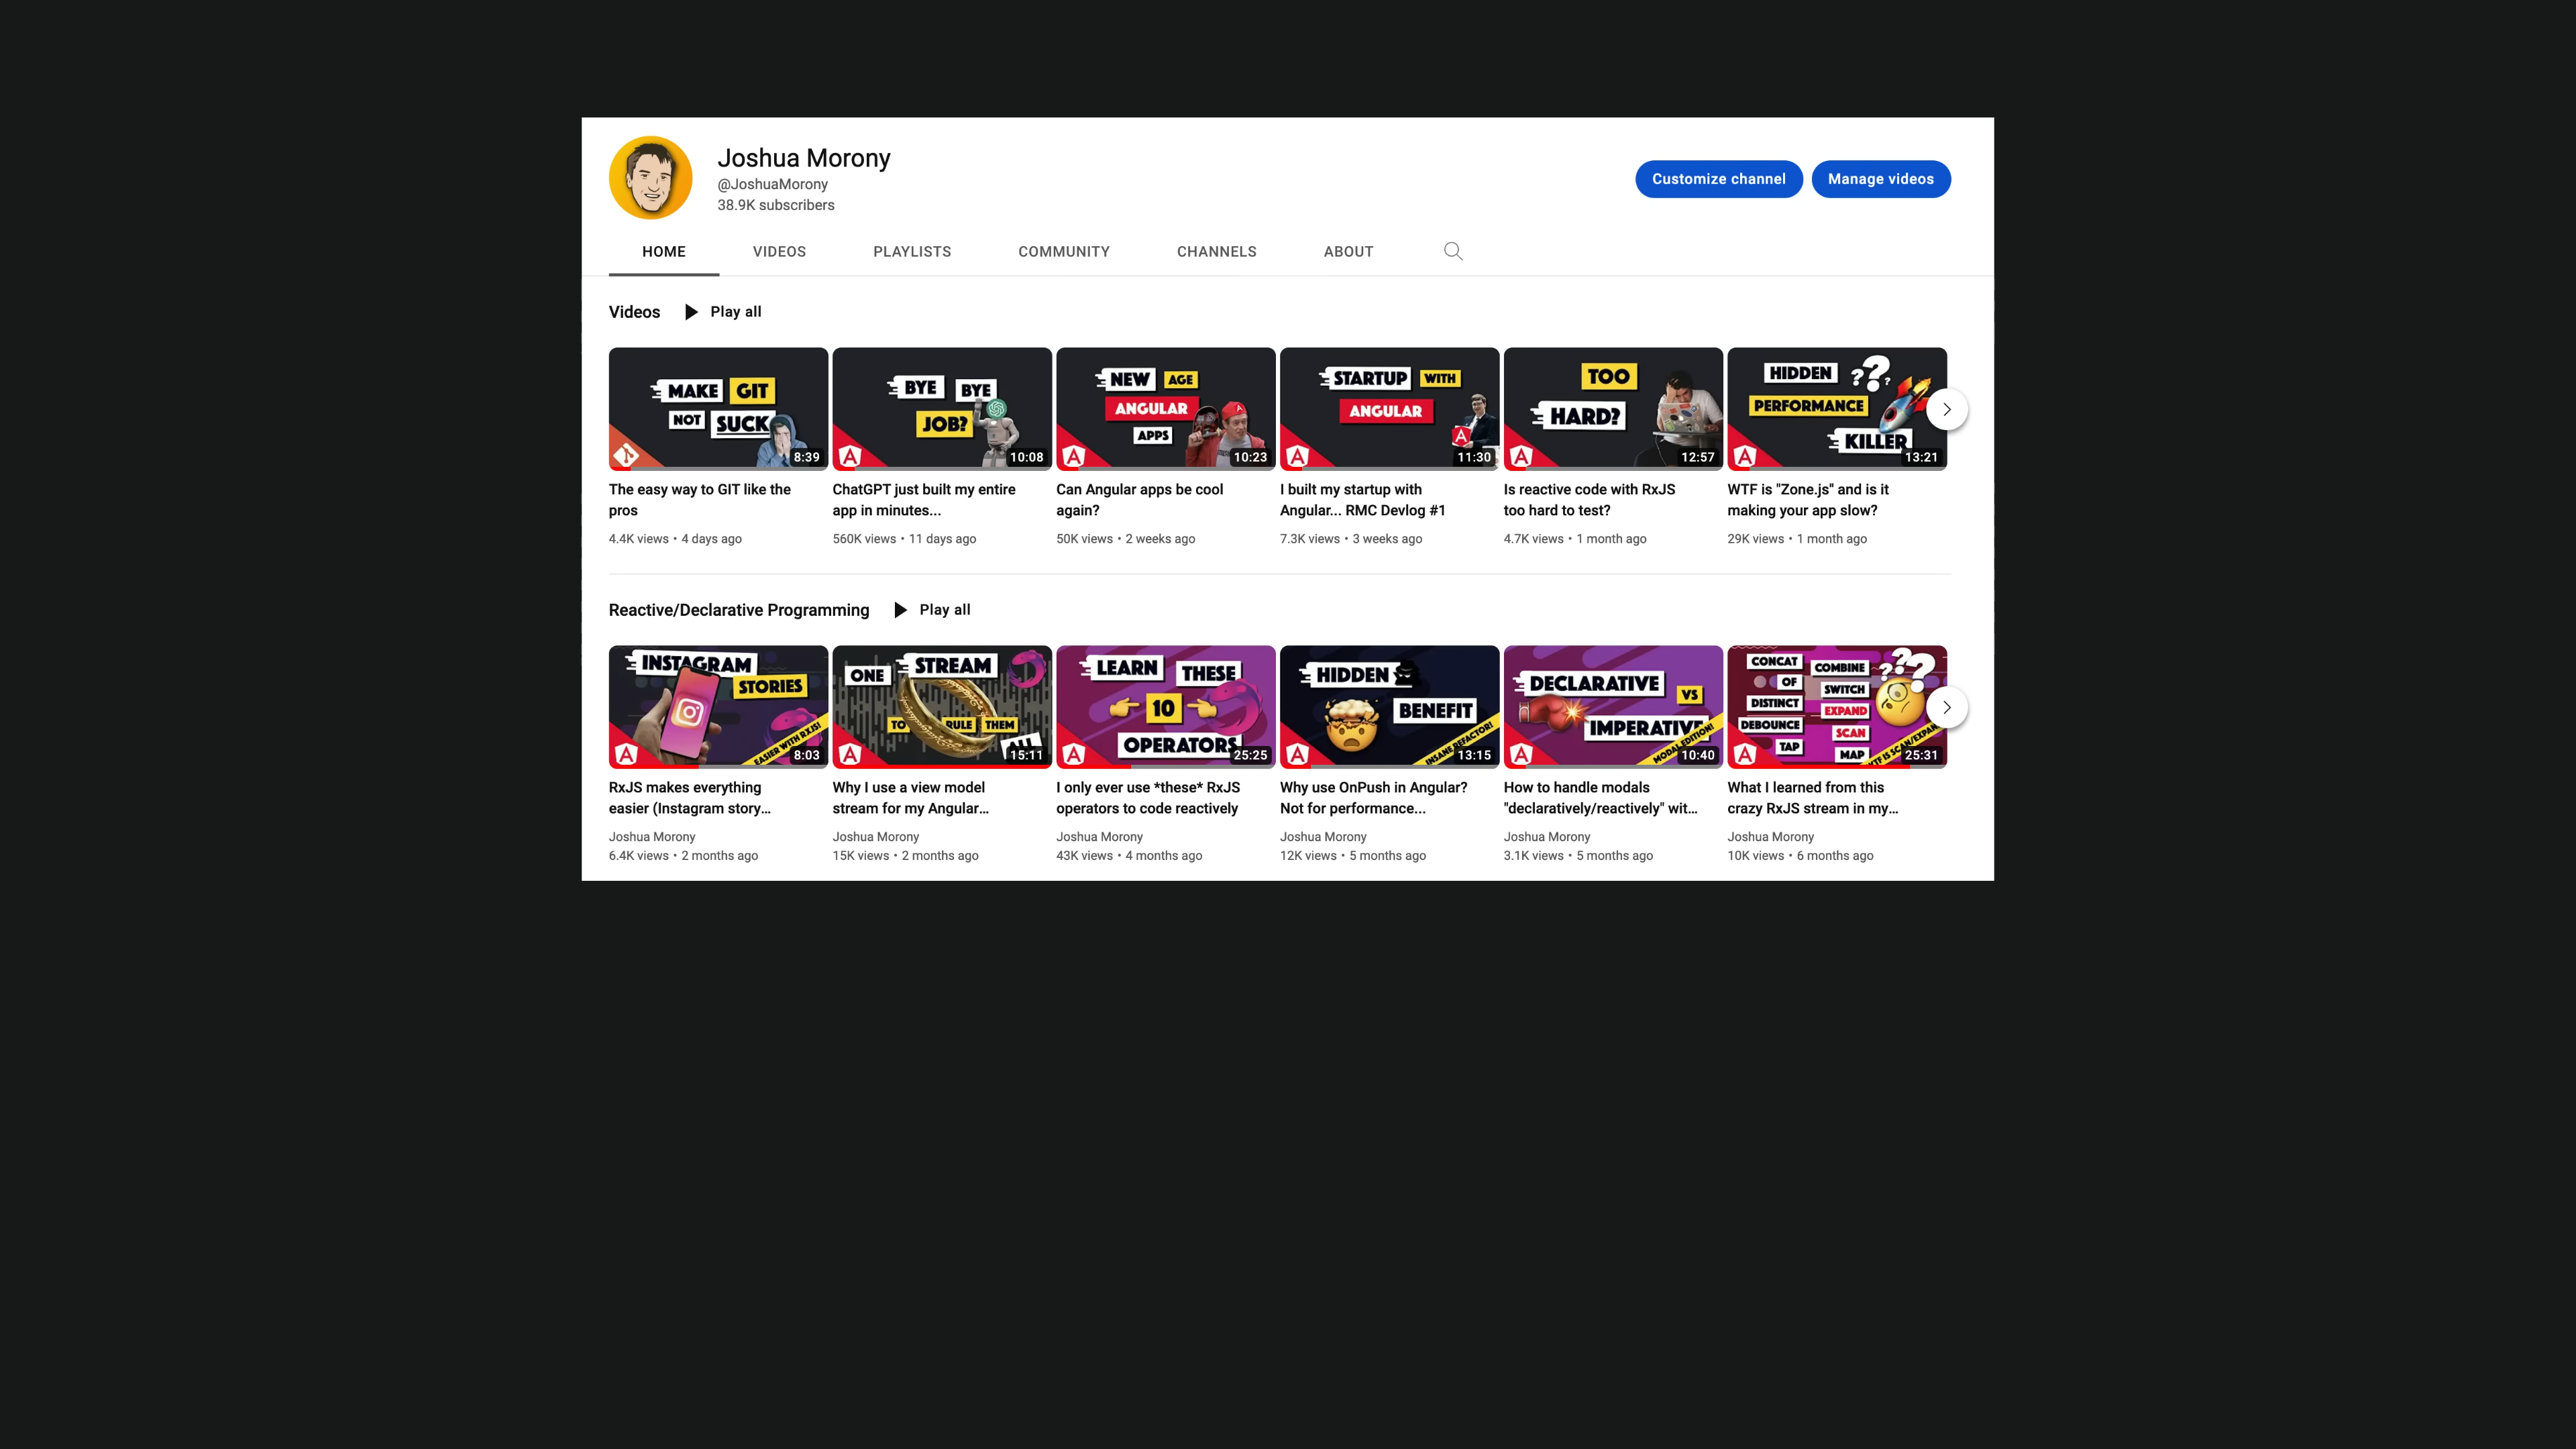 Joshua Morony
@JoshuaMorony
38.9K subscribers
Customize channel
Manage videos
HOME
VIDEOS
PLAYLISTS
COMMUNITY
CHANNELS
ABOUT
Videos
Play all
MAKE GIT
NOT SUCK
8:39
The easy way to GIT like the
pros
4.4K views • 4 days ago
BYE BYE
JOB?
10:08
ChatGPT just built my entire
app in minutes...
560K views • 11 days ago
NEW AGE
ANGULAR
APPS
10:23
Can Angular apps be cool
again?
50K views • 2 weeks ago
STARTUP WITH
ANGULAR
11:30
I built my startup with
Angular... RMC Devlog #1
7.3K views • 3 weeks ago
TOO
HARD?
12:57
Is reactive code with RxJS
too hard to test?
4.7K views • 1 month ago
HIDDEN ???
PERFORMANCE
KILLER
13:21
WTF is "Zone.js" and is it
making your app slow?
29K views • 1 month ago
Reactive/Declarative Programming
Play all
INSTAGRAM
STORIES
EASIER WITH RXJS!
8:03
RxJS makes everything
easier (Instagram story...
Joshua Morony
6.4K views • 2 months ago
ONE STREAM
TO RULE THEM
ALL
15:11
Why I use a view model
stream for my Angular...
Joshua Morony
15K views • 2 months ago
LEARN THESE
10
OPERATORS
25:25
I only ever use *these* RxJS
operators to code reactively
Joshua Morony
43K views • 4 months ago
HIDDEN
BENEFIT
INSANE REFACTOR!
13:15
Why use OnPush in Angular?
Not for performance...
Joshua Morony
12K views • 5 months ago
DECLARATIVE
VS
IMPERATIVE
MODAL EDITION!
10:40
How to handle modals
"declaratively/reactively" wit...
Joshua Morony
3.1K views • 5 months ago
CONCAT COMBINE ???
OF SWITCH
DISTINCT EXPAND
DEBOUNCE SCAN
TAP MAP
25:31
What I learned from this
crazy RxJS stream in my...
Joshua Morony
10K views • 6 months ago